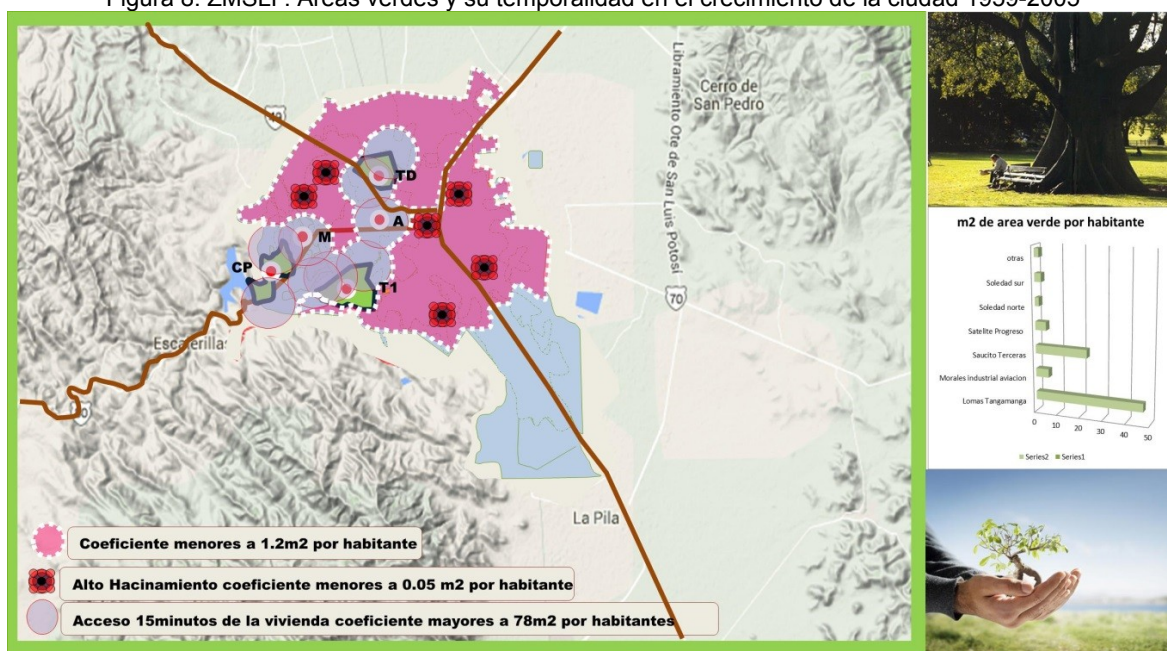 Figura 8. ZMSLP. Áreas verdes y su temporalidad en el crecimiento de la ciudad 1959-2005
Libramiento Ote de San Luis Potosí
Cerro de
San Pedro
49
TD
A
M
CP
T1
70
Escalerilla
La Pila
Coeficiente menores a 1.2m2 por habitante
Alto Hacinamiento coeficiente menores a 0.05 m2 por habitante
Acceso 15minutos de la vivienda coeficiente mayores a 78m2 por habitantes
m2 de area verde por habitante
otras
Soledad sur
Soledad norte
Satelite Progreso
Saucito Terceras
Morales industrial aviacion
Lomas Tangamanga
0 10 20 30 40 50
Series2 Series1